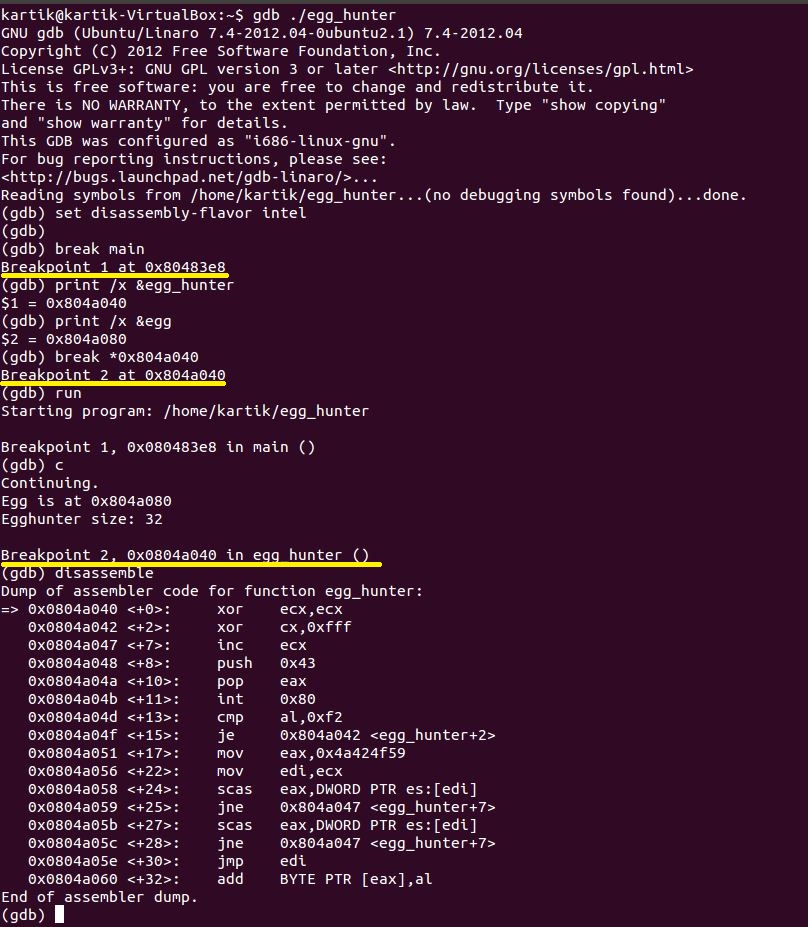 kartik@kartik-VirtualBox:~$ gdb ./egg_hunter
GNU gdb (Ubuntu/Linaro 7.4-2012.04-0ubuntu2.1) 7.4-2012.04
Copyright (C) 2012 Free Software Foundation, Inc.
License GPLv3+: GNU GPL version 3 or later <http://gnu.org/licenses/gpl.html>
This is free software: you are free to change and redistribute it.
There is NO WARRANTY, to the extent permitted by law.  Type "show copying"
and "show warranty" for details.
This GDB was configured as "i686-linux-gnu".
For bug reporting instructions, please see:
<http://bugs.launchpad.net/gdb-linaro/>...
Reading symbols from /home/kartik/egg_hunter...(no debugging symbols found)...done.
(gdb) set disassembly-flavor intel
(gdb)
(gdb) break main
Breakpoint 1 at 0x80483e8
(gdb) print /x &egg_hunter
$1 = 0x804a040
(gdb) print /x &egg
$2 = 0x804a080
(gdb) break *0x804a040
Breakpoint 2 at 0x804a040
(gdb) run
Starting program: /home/kartik/egg_hunter
Breakpoint 1, 0x080483e8 in main ()
(gdb) c
Continuing.
Egg is at 0x804a080
Egghunter size: 32
Breakpoint 2, 0x0804a040 in egg_hunter ()
(gdb) disassemble
Dump of assembler code for function egg_hunter:
=> 0x0804a040 <+0>:     xor    ecx,ecx
   0x0804a042 <+2>:     xor    cx,0xfff
   0x0804a047 <+7>:     inc    ecx
   0x0804a048 <+8>:     push   0x43
   0x0804a04a <+10>:    pop    eax
   0x0804a04b <+11>:    int    0x80
   0x0804a04d <+13>:    cmp    al,0xf2
   0x0804a04f <+15>:    je     0x804a042 <egg_hunter+2>
   0x0804a051 <+17>:    mov    eax,0x4a424f59
   0x0804a056 <+22>:    mov    edi,ecx
   0x0804a058 <+24>:    scas   eax,DWORD PTR es:[edi]
   0x0804a059 <+25>:    jne    0x804a047 <egg_hunter+7>
   0x0804a05b <+27>:    scas   eax,DWORD PTR es:[edi]
   0x0804a05c <+28>:    jne    0x804a047 <egg_hunter+7>
   0x0804a05e <+30>:    jmp    edi
   0x0804a060 <+32>:    add    BYTE PTR [eax],al
End of assembler dump.
(gdb)